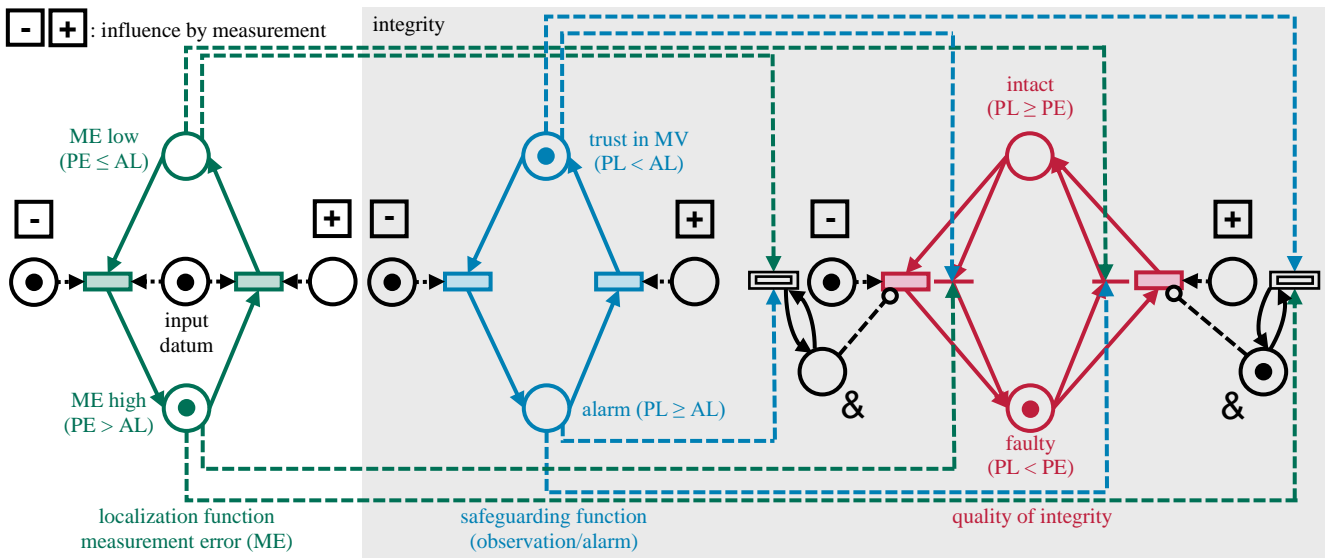 - + : influence by measurement
integrity
ME low
(PE ≤ AL)
trust in MV
(PL < AL)
intact
(PL ≥ PE)
-
+
-
+
-
+
input
datum
ME high
(PE > AL)
alarm (PL ≥ AL)
&
&
faulty
(PL < PE)
localization function
measurement error (ME)
safeguarding function
(observation/alarm)
quality of integrity